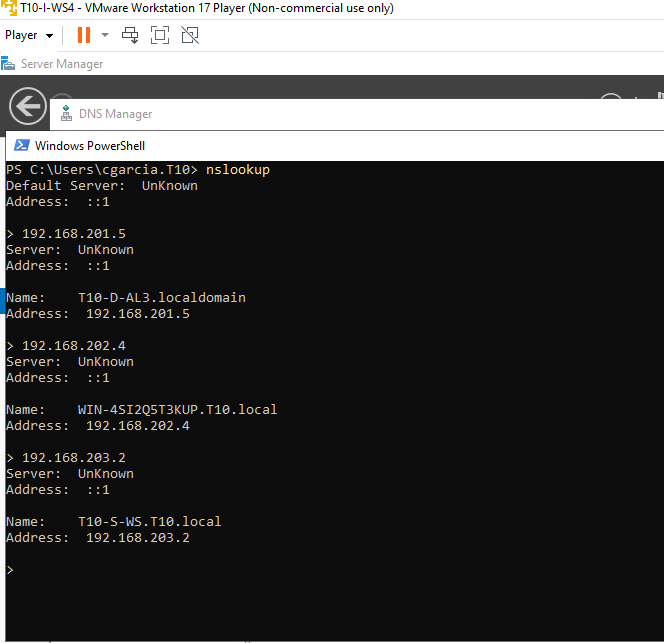 T10-I-WS4 - VMware Workstation 17 Player (Non-commercial use only)
Player
Server Manager
DNS Manager
Windows PowerShell
PS C:\Users\cgarcia.T10> nslookup
Default Server:  UnKnown
Address:  ::1
> 192.168.201.5
Server:  UnKnown
Address:  ::1
Name:    T10-D-AL3.localdomain
Address:  192.168.201.5
> 192.168.202.4
Server:  UnKnown
Address:  ::1
Name:    WIN-4SI2Q5T3KUP.T10.local
Address:  192.168.202.4
> 192.168.203.2
Server:  UnKnown
Address:  ::1
Name:    T10-S-WS.T10.local
Address:  192.168.203.2
>